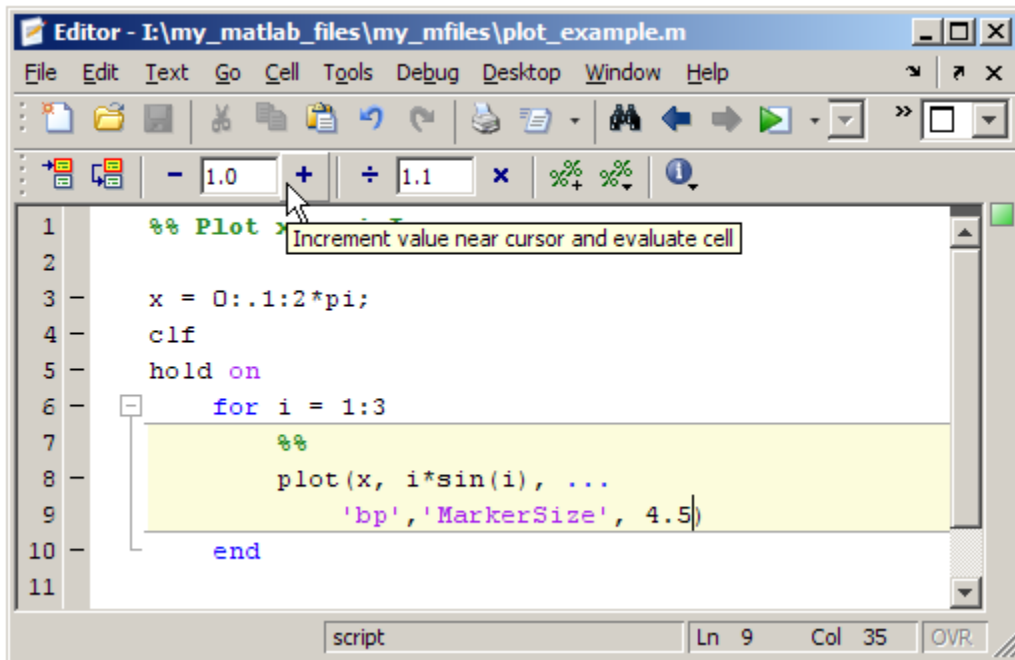 Editor - I:\my_matlab_files\my_mfiles\plot_example.m
File Edit Text Go Cell Tools Debug Desktop Window Help
- 1.0 + ÷ 1.1 × %%+ %%
1 %% Plot
Increment value near cursor and evaluate cell
2
3 - x = 0:.1:2*pi;
4 - clf
5 - hold on
6 - for i = 1:3
7 %%
8 - plot(x, i*sin(i), ...
9 'bp','MarkerSize', 4.5)
10 - end
11
script Ln 9 Col 35 OVR